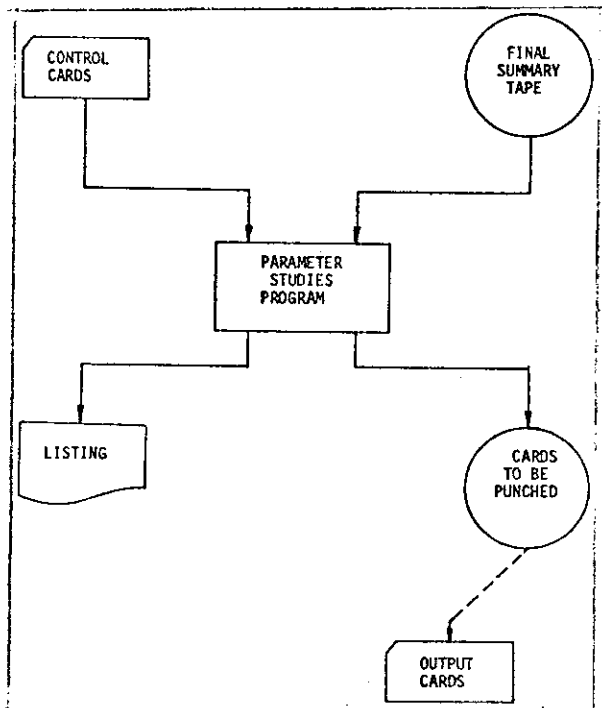 CONTROL
CARDS
FINAL
SUMMARY
TAPE
PARAMETER
STUDIES
PROGRAM
LISTING
CARDS
TO BE
PUNCHED
OUTPUT
CARDS